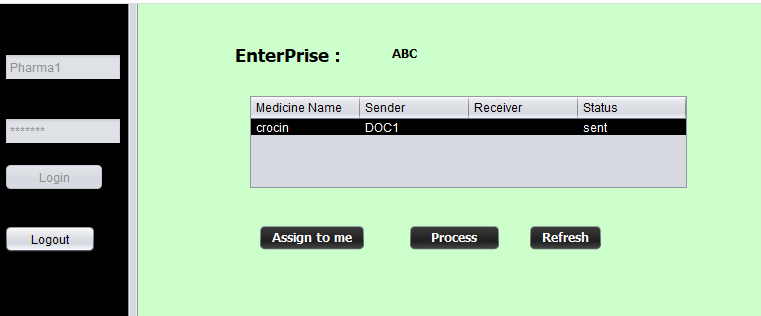 Pharma1
*******
Login
Logout
EnterPrise : ABC
Medicine Name Sender Receiver Status
crocin DOC1 sent
Assign to me Process Refresh